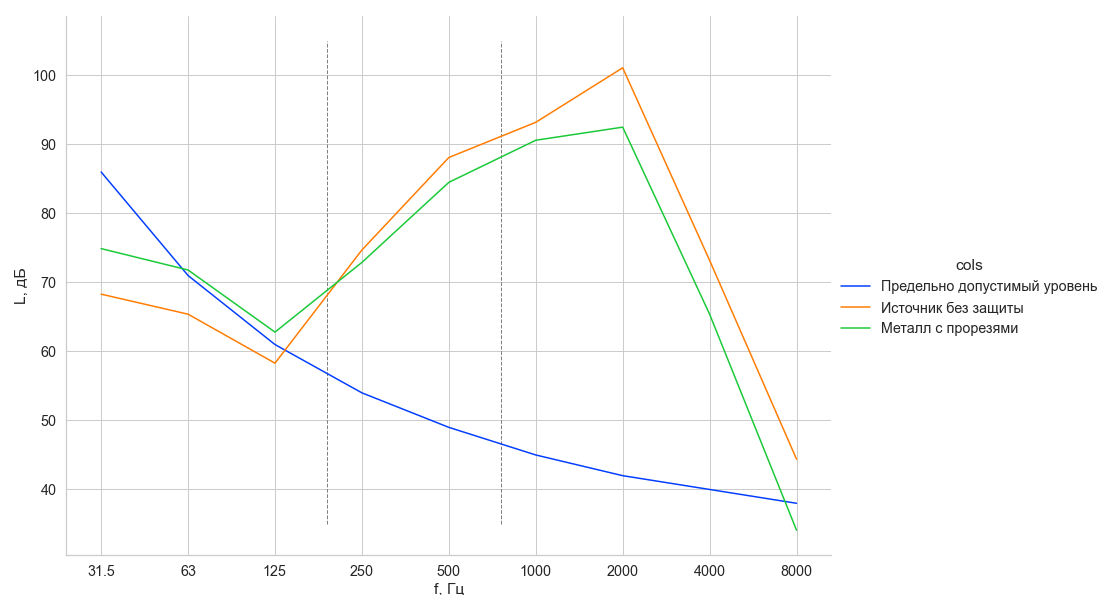 100
90
80
70
60
50
40
L, дБ
31.5 63 125 250 500 1000 2000 4000 8000
f, Гц
cols
Предельно допустимый уровень
Источник без защиты
Металл с прорезями